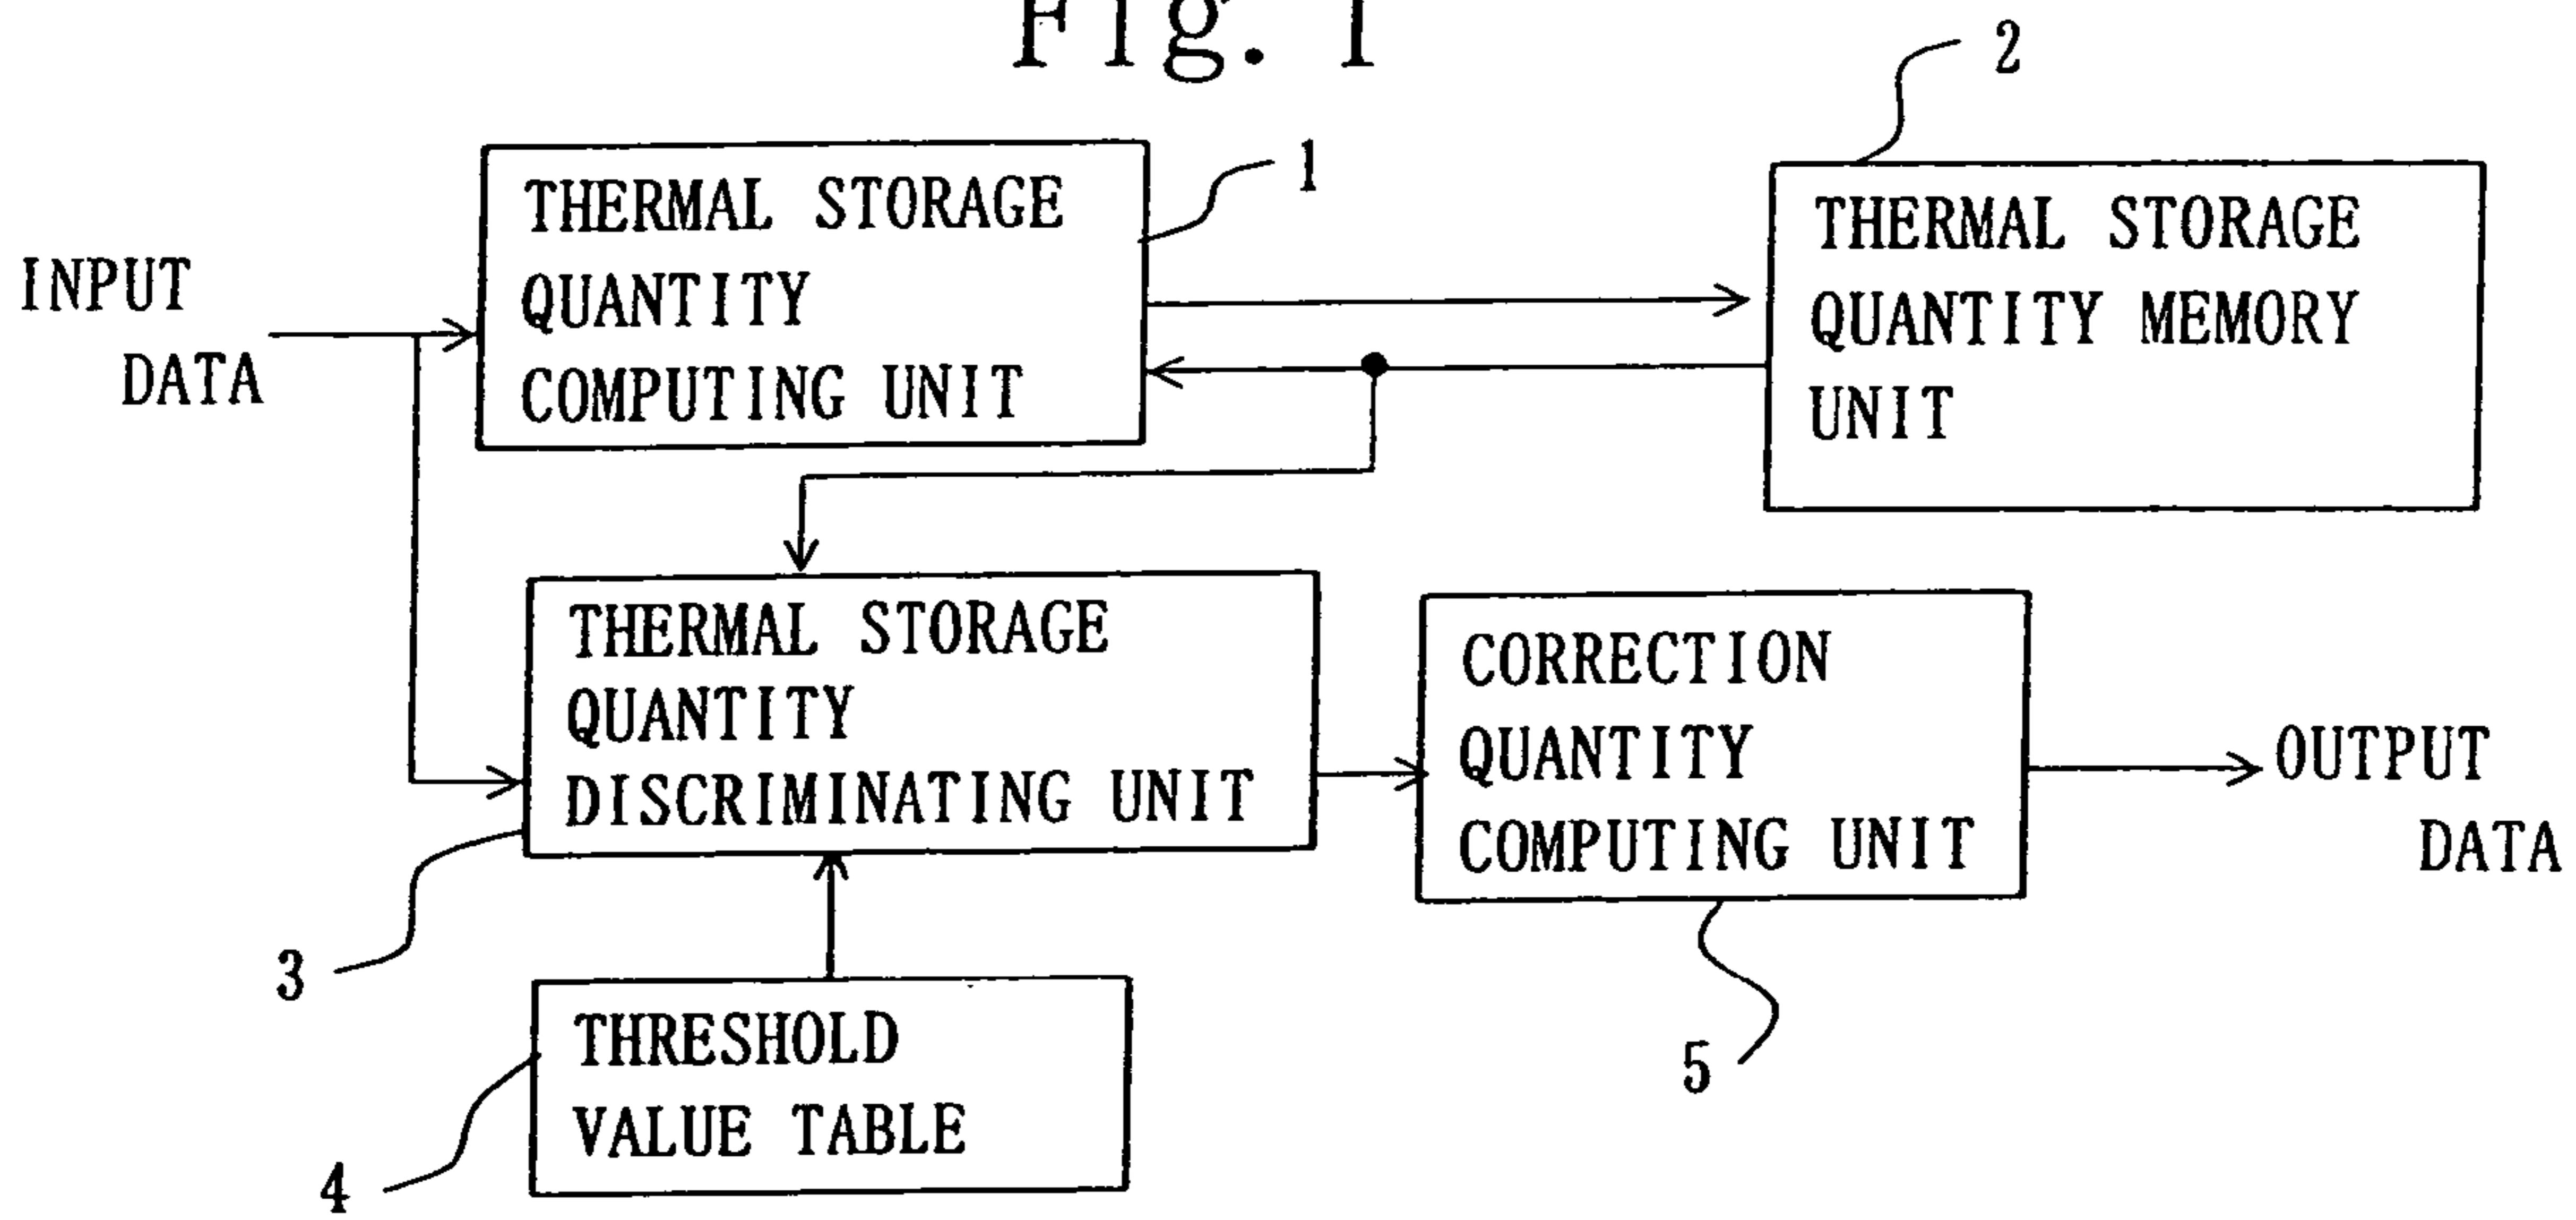 Fig. 1
2
1
THERMAL STORAGE
QUANTITY
COMPUTING UNIT
THERMAL STORAGE
QUANTITY MEMORY
UNIT
INPUT
DATA
THERMAL STORAGE
QUANTITY
DISCRIMINATING UNIT
CORRECTION
QUANTITY
COMPUTING UNIT
OUTPUT
DATA
3
THRESHOLD
VALUE TABLE
5
4